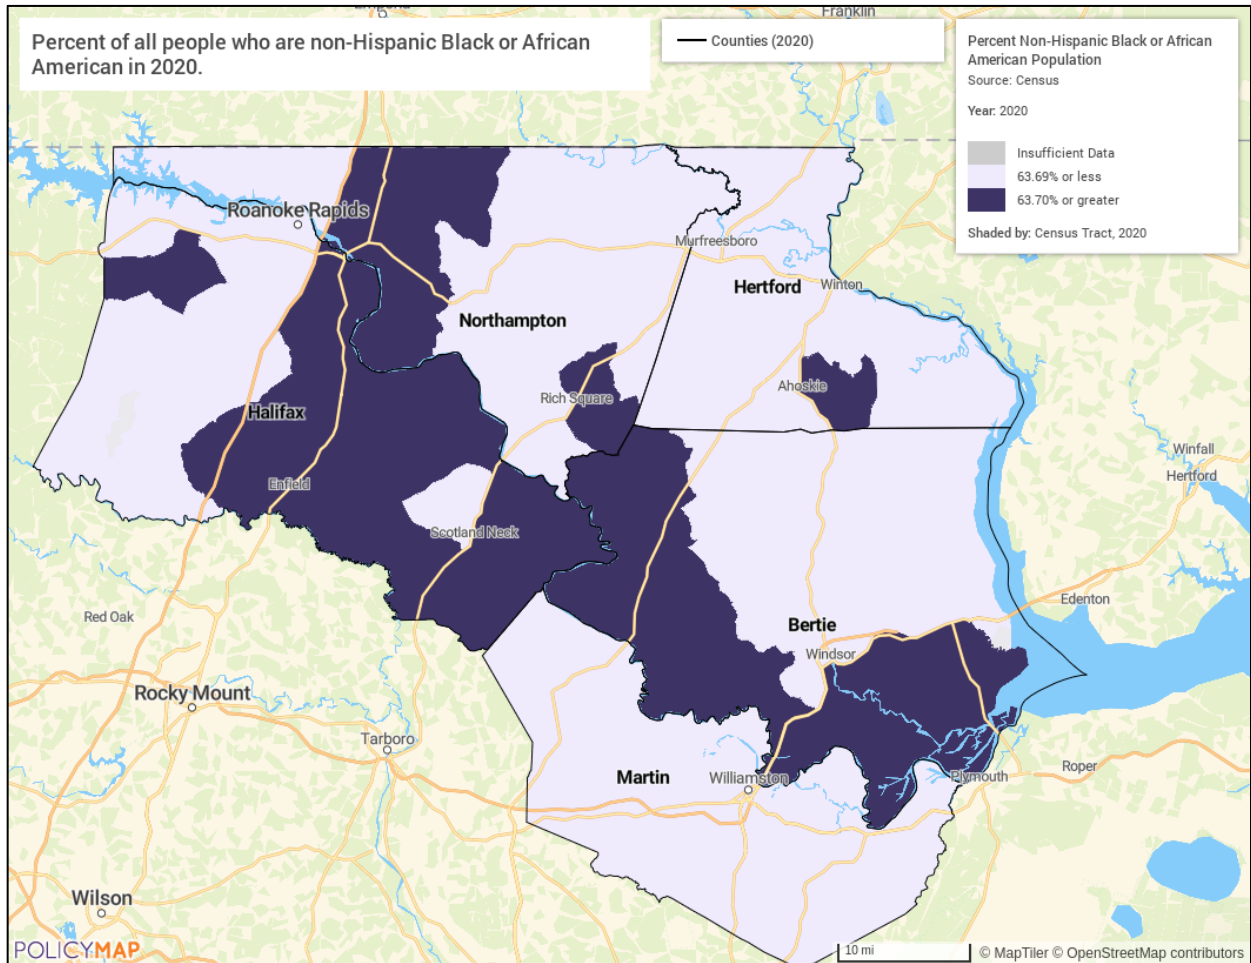 Emporia
Franklin
Percent of all people who are non-Hispanic Black or African
American in 2020.
Counties (2020)
Percent Non-Hispanic Black or African
American Population
Source: Census
Year: 2020
Insufficient Data
63.69% or less
63.70% or greater
Shaded by: Census Tract, 2020
Roanoke Rapids
Murfreesboro
Hertford
Winton
Northampton
Ahoskie
Rich Square
Halifax
Winfall
Hertford
Enfield
Scotland Neck
Red Oak
Edenton
Bertie
Windsor
Rocky Mount
Tarboro
Martin
Williamston
Plymouth
Roper
Wilson
POLICYMAP
10 mi
© MapTiler © OpenStreetMap contributors